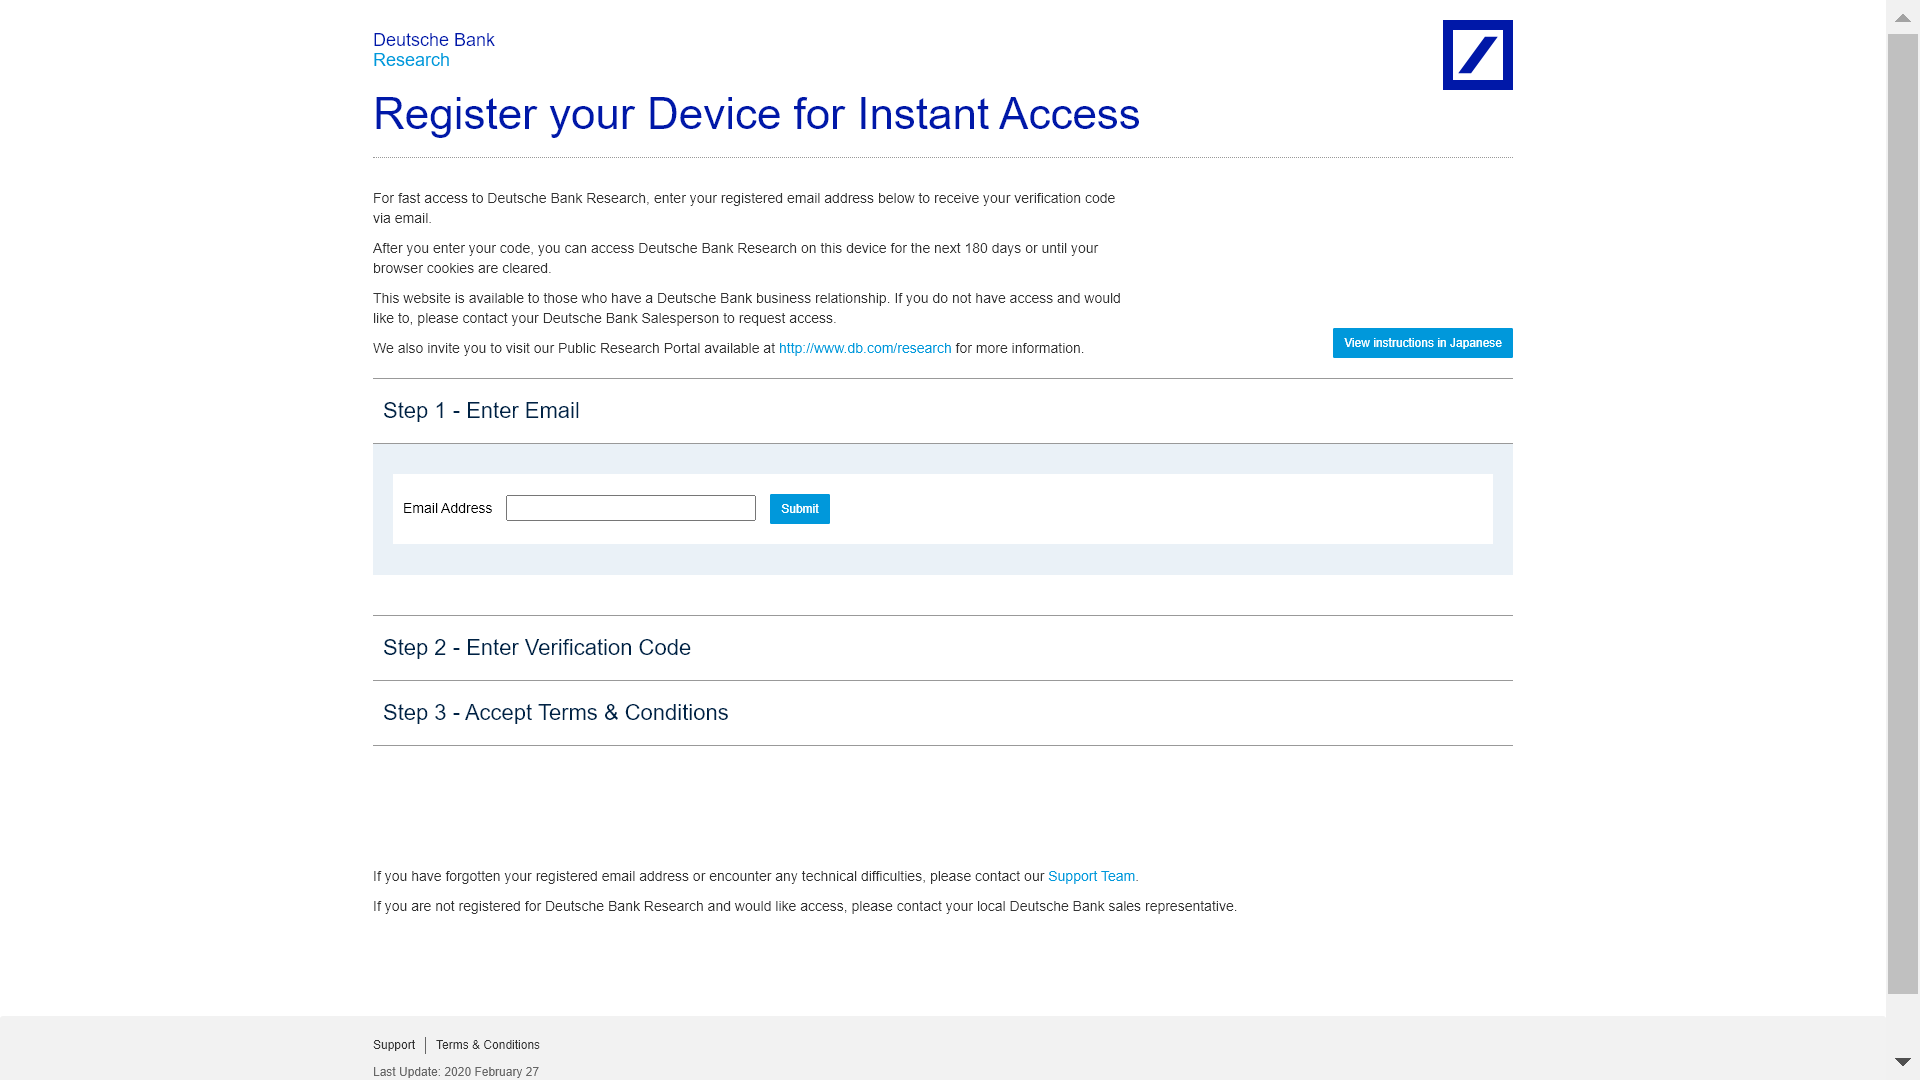 Deutsche Bank
Research
Register your Device for Instant Access
For fast access to Deutsche Bank Research, enter your registered email address below to receive your verification code
via email.
After you enter your code, you can access Deutsche Bank Research on this device for the next 180 days or until your
browser cookies are cleared.
This website is available to those who have a Deutsche Bank business relationship. If you do not have access and would
like to, please contact your Deutsche Bank Salesperson to request access.
We also invite you to visit our Public Research Portal available at http://www.db.com/research for more information.
View instructions in Japanese
Step 1 - Enter Email
Email Address
Submit
Step 2 - Enter Verification Code
Step 3 - Accept Terms & Conditions
If you have forgotten your registered email address or encounter any technical difficulties, please contact our Support Team.
If you are not registered for Deutsche Bank Research and would like access, please contact your local Deutsche Bank sales representative.
Support
Terms & Conditions
Last Update: 2020 February 27